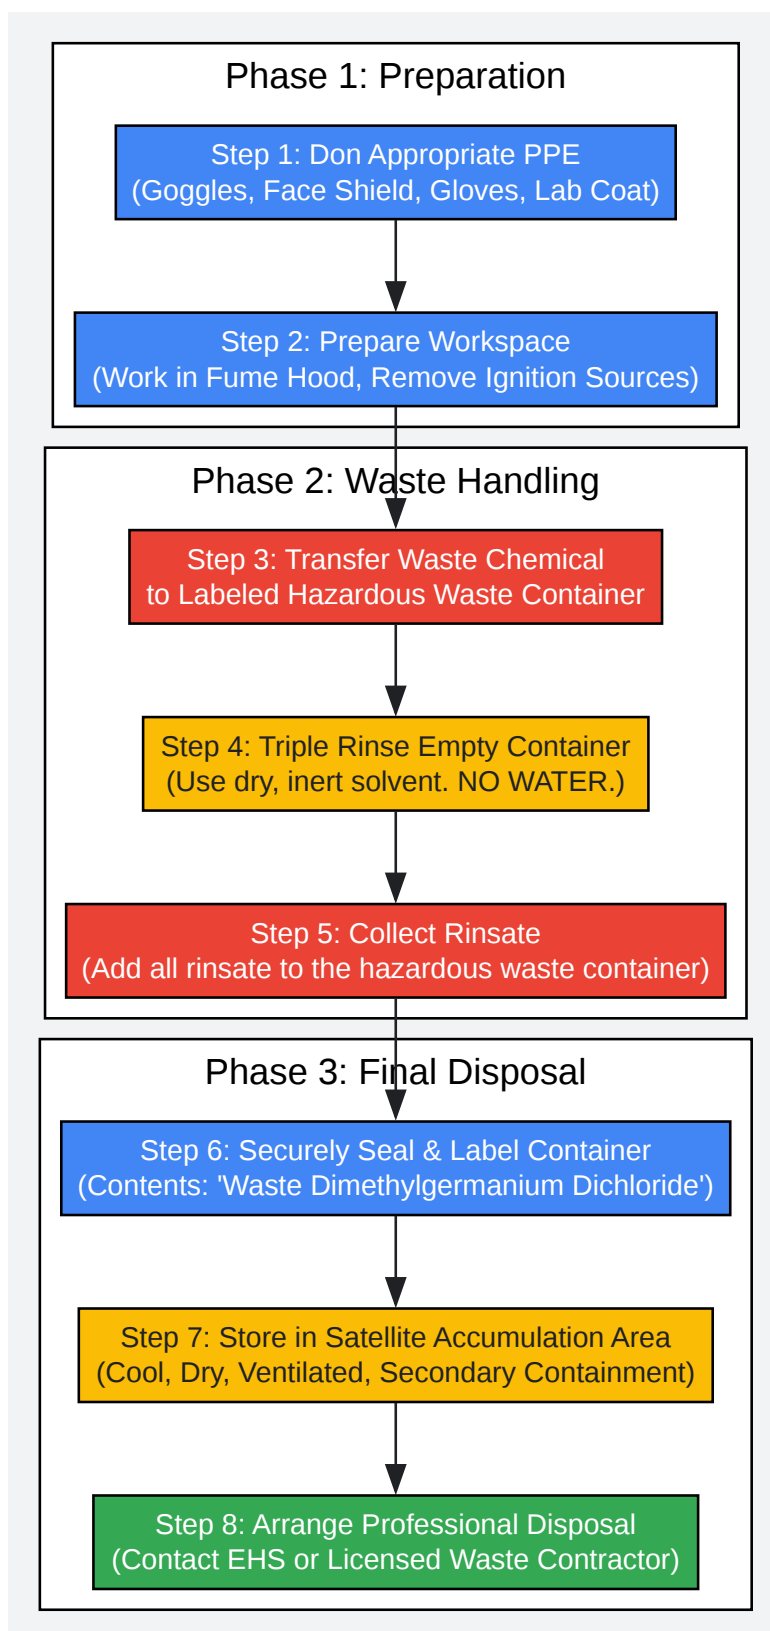 Phase 1: Preparation
Step 1: Don Appropriate PPE
(Goggles, Face Shield, Gloves, Lab Coat)
Step 2: Prepare Workspace
(Work in Fume Hood, Remove Ignition Sources)
Phase 2: Waste Handling
Step 3: Transfer Waste Chemical
to Labeled Hazardous Waste Container
Step 4: Triple Rinse Empty Container
(Use dry, inert solvent. NO WATER.)
Step 5: Collect Rinsate
(Add all rinsate to the hazardous waste container)
Phase 3: Final Disposal
Step 6: Securely Seal & Label Container
(Contents: 'Waste Dimethylgermanium Dichloride')
Step 7: Store in Satellite Accumulation Area
(Cool, Dry, Ventilated, Secondary Containment)
Step 8: Arrange Professional Disposal
(Contact EHS or Licensed Waste Contractor)